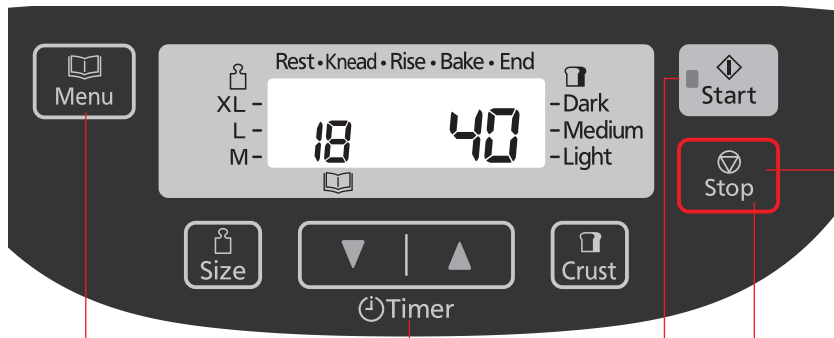 Menu
Rest • Knead • Rise • Bake • End
XL –
L –
M –
18
40
– Dark
– Medium
– Light
Start
Stop
Size
Crust
Timer